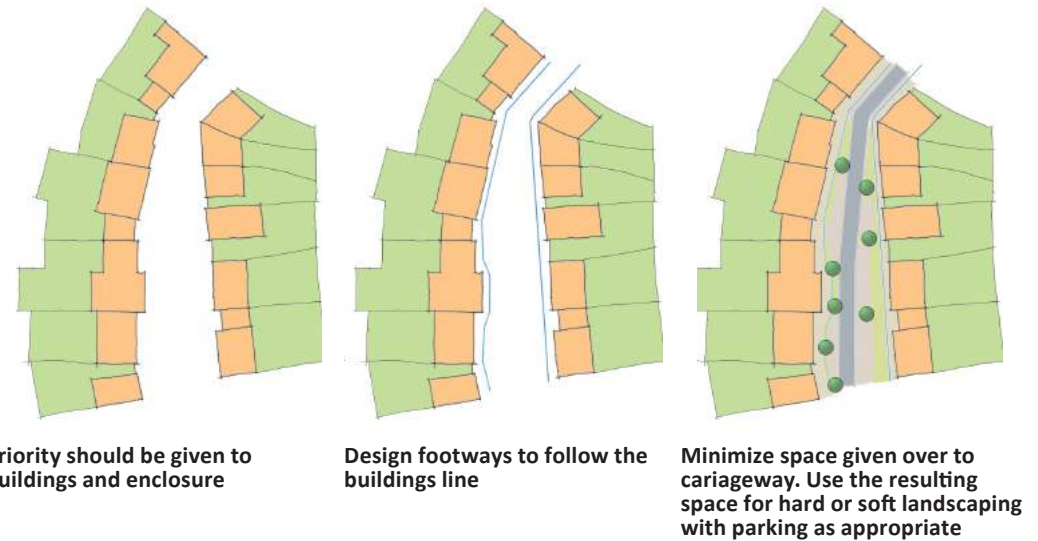 riority should be given to
uildings and enclosure
Design footways to follow the
buildings line
Minimize space given over to
cariageway. Use the resulting
space for hard or soft landscaping
with parking as appropriate